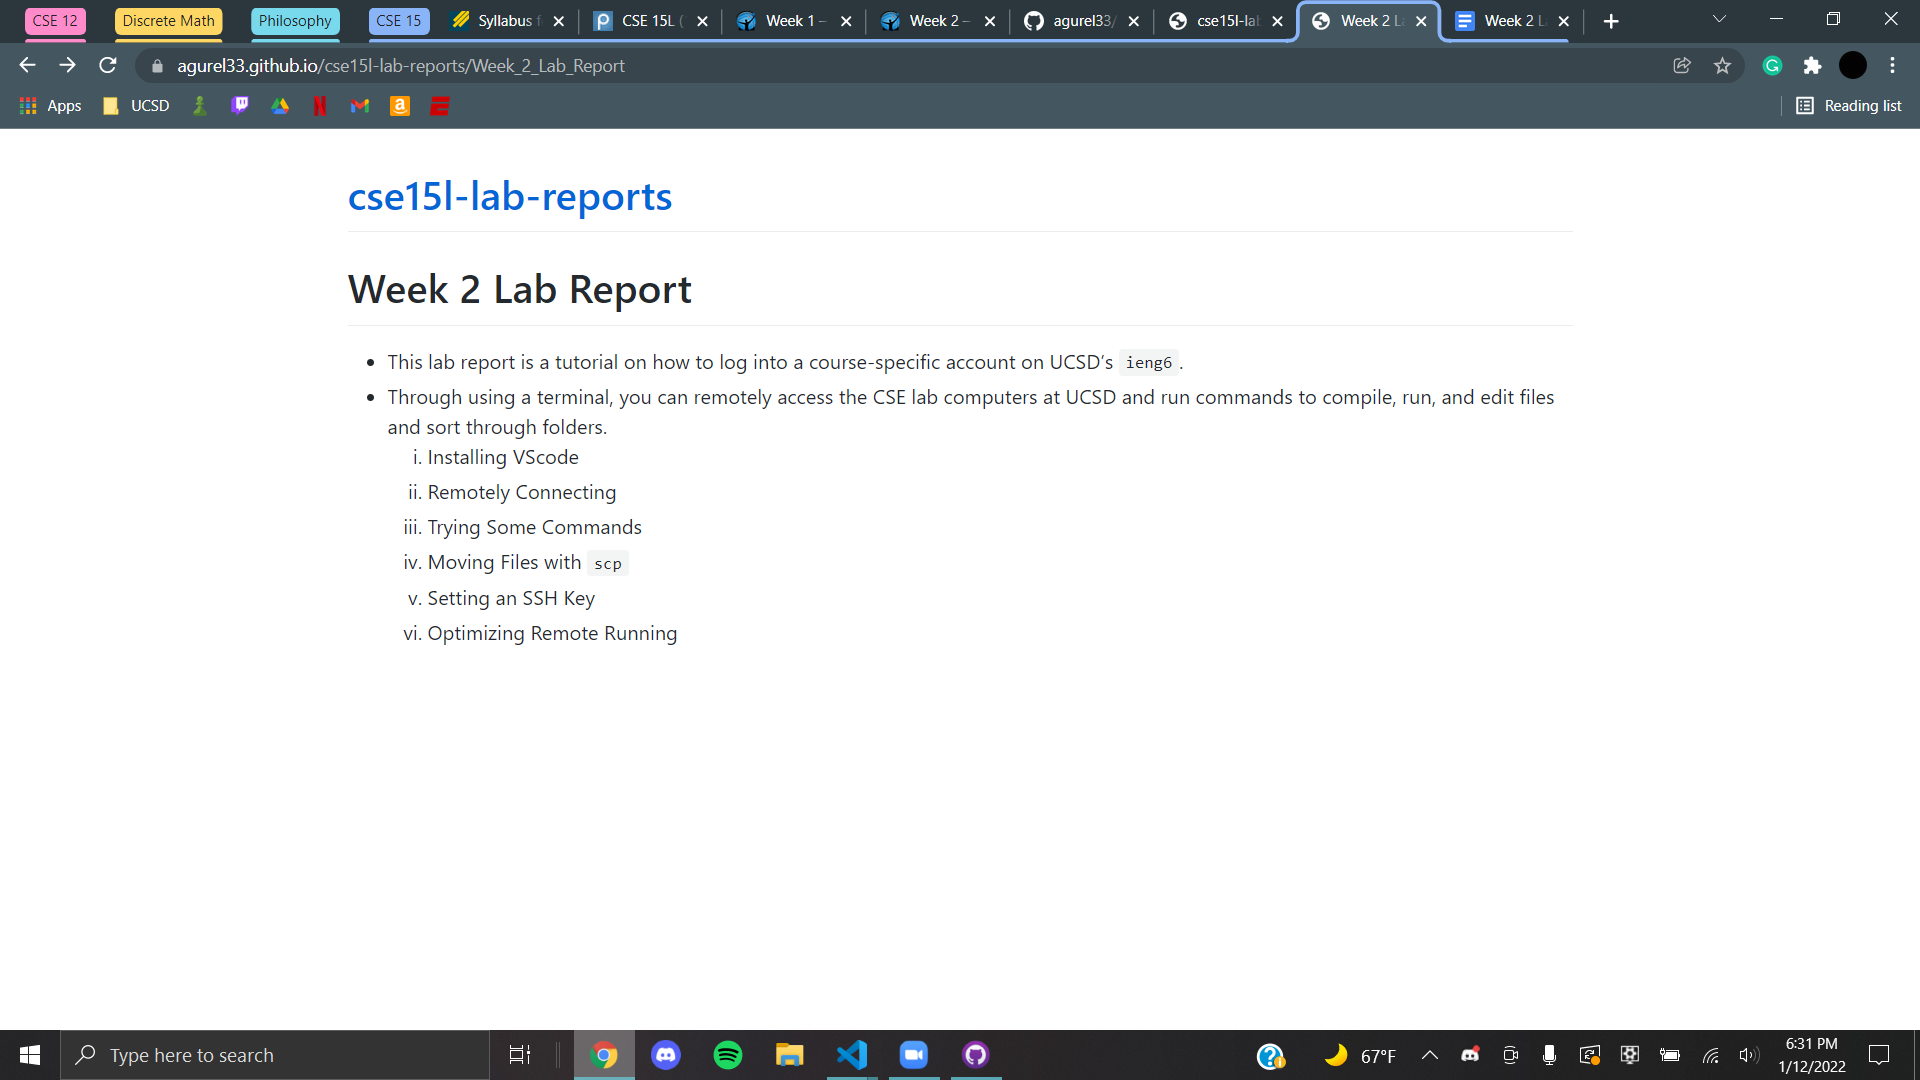 CSE 12
Discrete Math
Philosophy
CSE 15
Syllabus f
CSE 15L (
Week 1 –
Week 2 –
agurel33/
cse15l-lab
Week 2 La
Week 2 La
agurel33.github.io/cse15l-lab-reports/Week_2_Lab_Report
Apps
UCSD
Reading list
cse15l-lab-reports
Week 2 Lab Report
• This lab report is a tutorial on how to log into a course-specific account on UCSD’s ieng6.
• Through using a terminal, you can remotely access the CSE lab computers at UCSD and run commands to compile, run, and edit files
and sort through folders.
i. Installing VScode
ii. Remotely Connecting
iii. Trying Some Commands
iv. Moving Files with scp
v. Setting an SSH Key
vi. Optimizing Remote Running
Type here to search
67°F
6:31 PM
1/12/2022